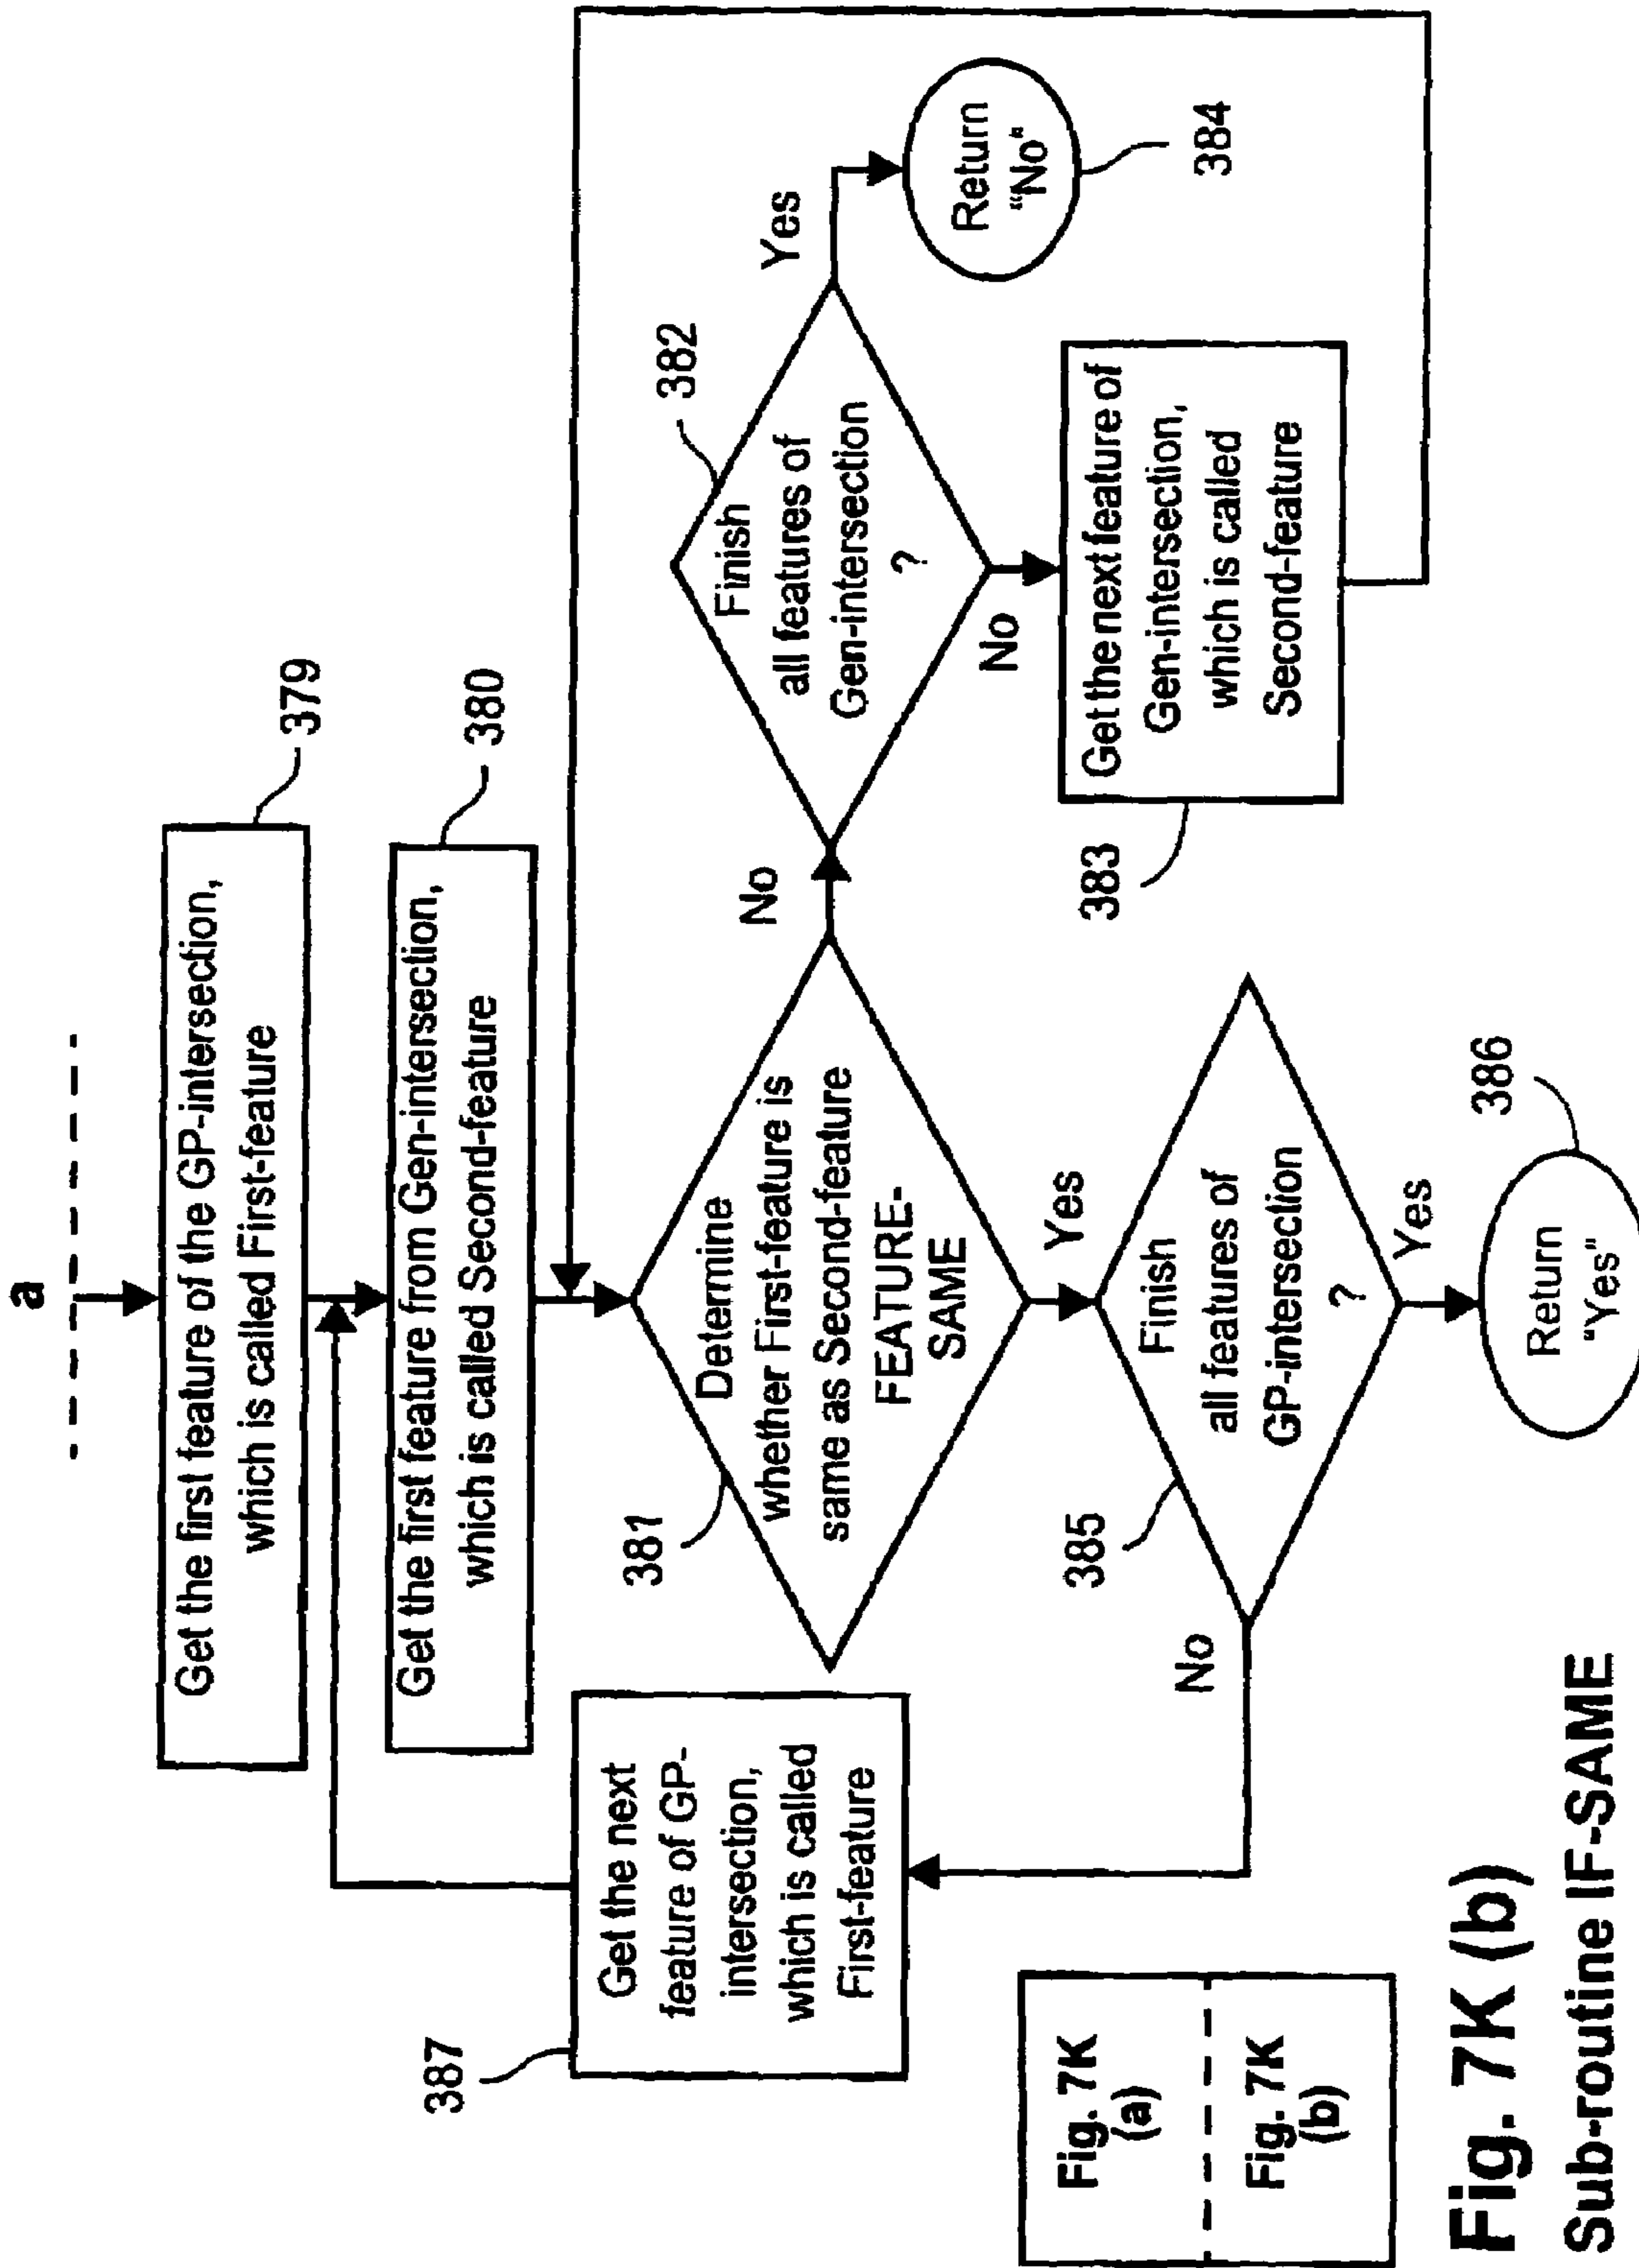 a
Get the first feature of the GP-intersection,
which is called First-feature
379
Get the first feature from Gen-intersection,
which is called Second-feature
380
Determine
whether First-feature is
same as Second-feature
FEATURE-
SAME
381
No
Yes
Finish
all features of
Gen-intersection
?
382
Yes
No
Return
“No“
384
Get the next feature of
Gen-intersection,
which is called
Second-feature
383
Finish
all features of
GP-intersection
?
385
No
Yes
Return
“Yes”
386
Get the next
feature of GP-
intersection,
which is called
First-feature
387
Fig. 7K
(a)
Fig. 7K
(b)
Fig. 7K (b)
Sub-routine IF-SAME